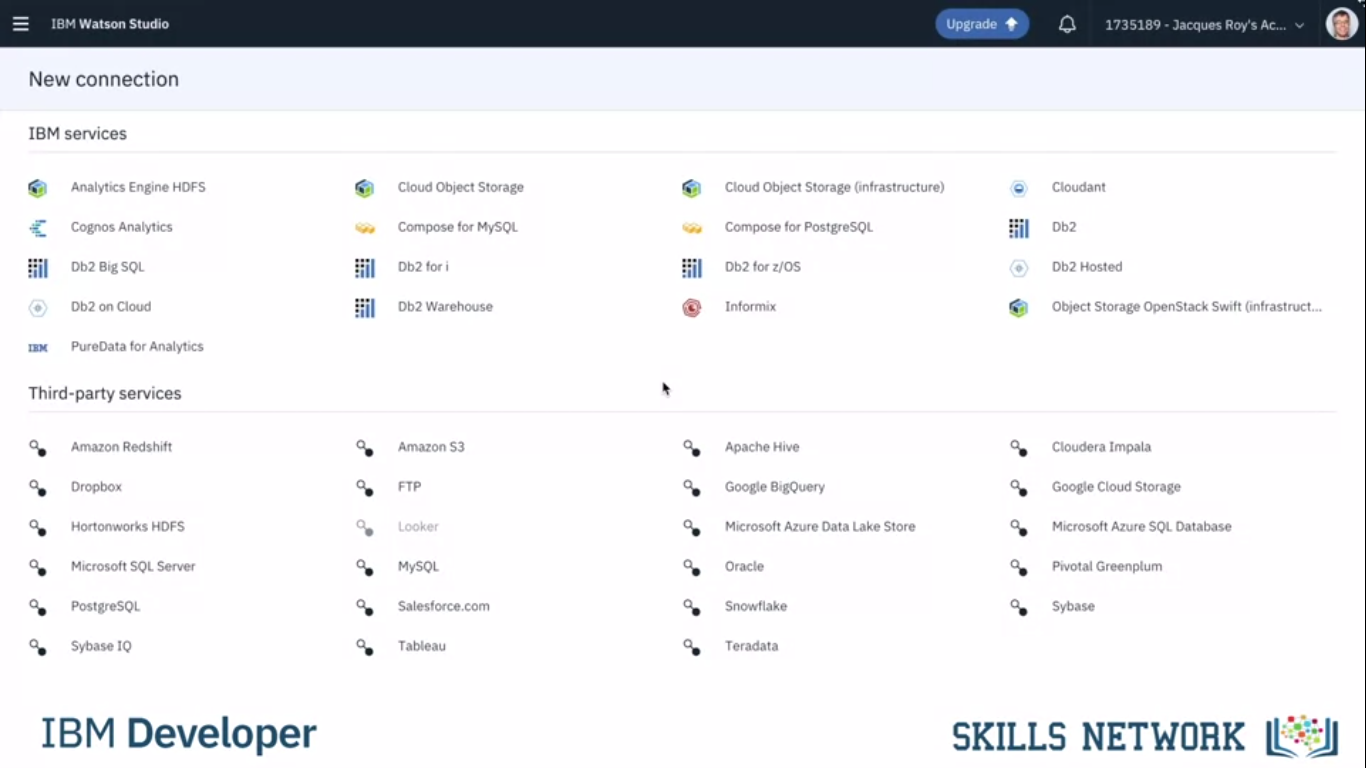 IBM Watson Studio Upgrade 1735189 - Jacques Roy's Ac...
New connection
IBM services
Analytics Engine HDFS Cloud Object Storage Cloud Object Storage (infrastructure) Cloudant
Cognos Analytics Compose for MySQL Compose for PostgreSQL Db2
Db2 Big SQL Db2 for i Db2 for z/OS Db2 Hosted
Db2 on Cloud Db2 Warehouse Informix Object Storage OpenStack Swift (infrastruct...
IBM PureData for Analytics
Third-party services
Amazon Redshift Amazon S3 Apache Hive Cloudera Impala
Dropbox FTP Google BigQuery Google Cloud Storage
Hortonworks HDFS Looker Microsoft Azure Data Lake Store Microsoft Azure SQL Database
Microsoft SQL Server MySQL Oracle Pivotal Greenplum
PostgreSQL Salesforce.com Snowflake Sybase
Sybase IQ Tableau Teradata
IBM Developer SKILLS NETWORK